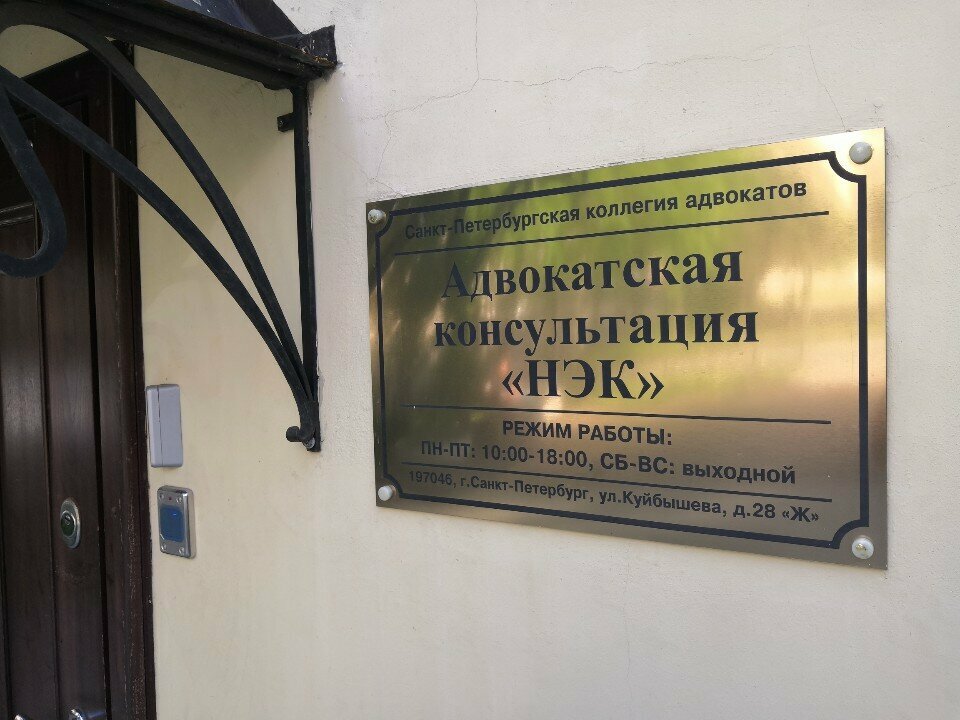 Санкт-Петербургская коллегия адвокатов
Адвокатская
консультация
«НЭК»
РЕЖИМ РАБОТЫ:
ПН-ПТ: 10:00-18:00, СБ-ВС: выходной
197046, г.Санкт-Петербург, ул.Куйбышева, д.28 «Ж»